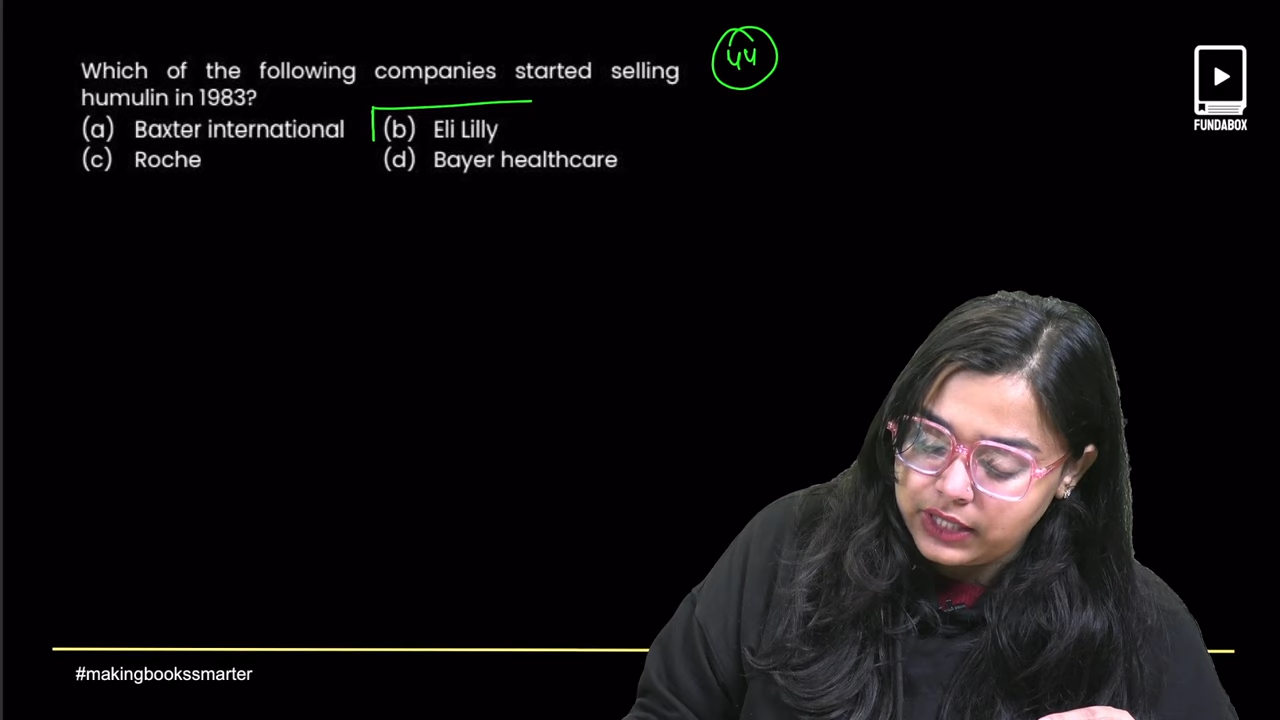 Which of the following companies started selling
humulin in 1983?
(a) Baxter international (b) Eli Lilly
(c) Roche (d) Bayer healthcare
44
FUNDABOX
#makingbookssmarter